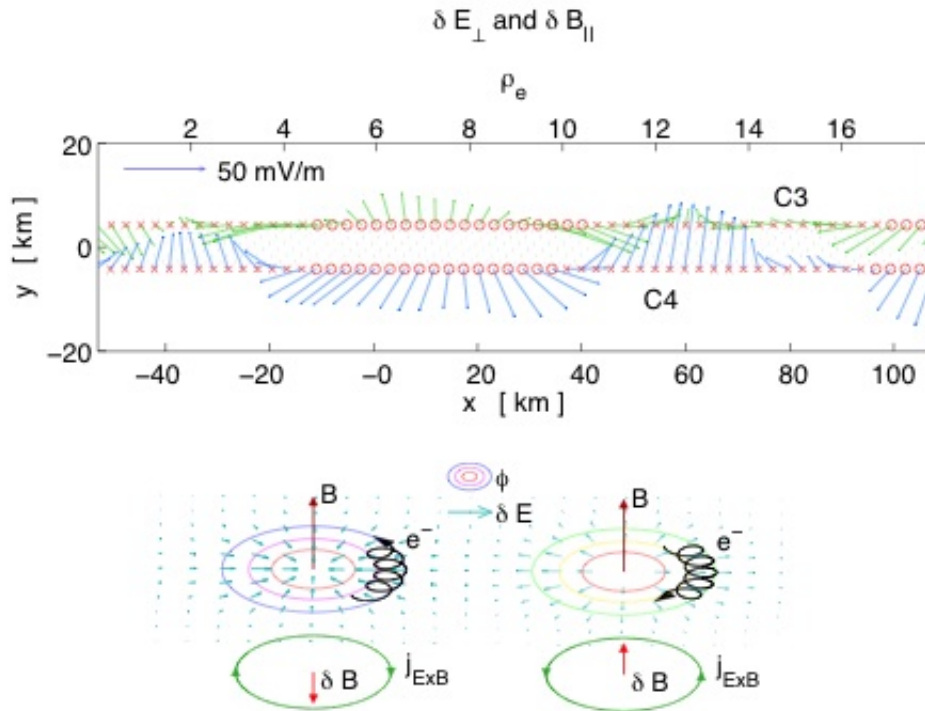 δ E⊥ and δ B||
ρe
2 4 6 8 10 12 14 16
20
50 mV/m
C3
0
y [ km ]
C4
−20
−40 −20 −0 20 40 60 80 100
x [ km ]
ϕ
B δ E B
e− e−
jExB jExB
δ B δ B